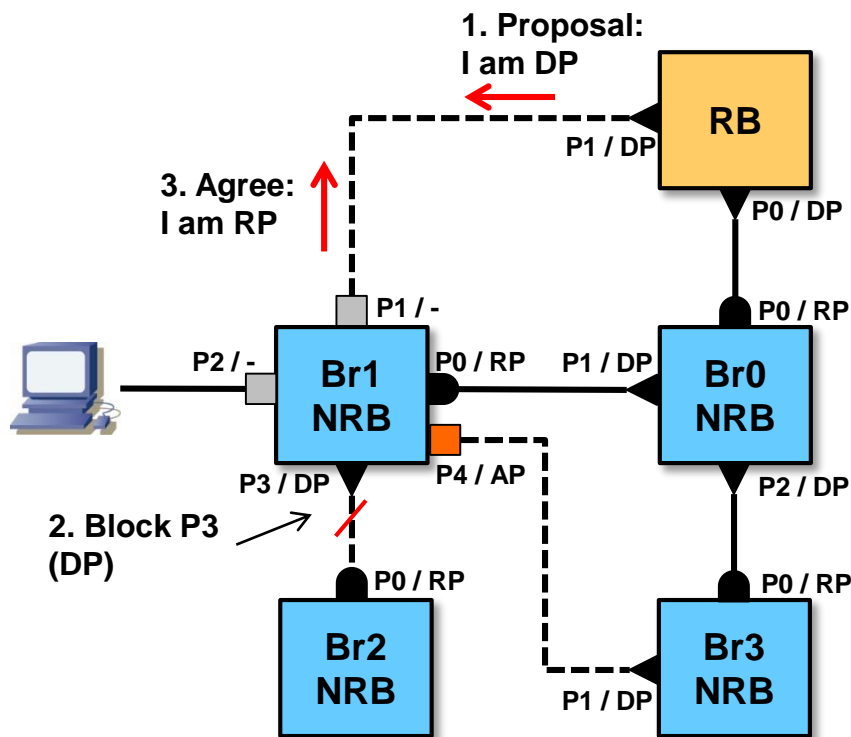 1. Proposal:
I am DP
RB
P1 / DP
3. Agree:
I am RP
P0 / DP
P1 / -
P0 / RP
P2 / -
Br1
NRB
P0 / RP
P1 / DP
Br0
NRB
P3 / DP
P4 / AP
P2 / DP
2. Block P3
(DP)
P0 / RP
P0 / RP
Br2
NRB
Br3
NRB
P1 / DP